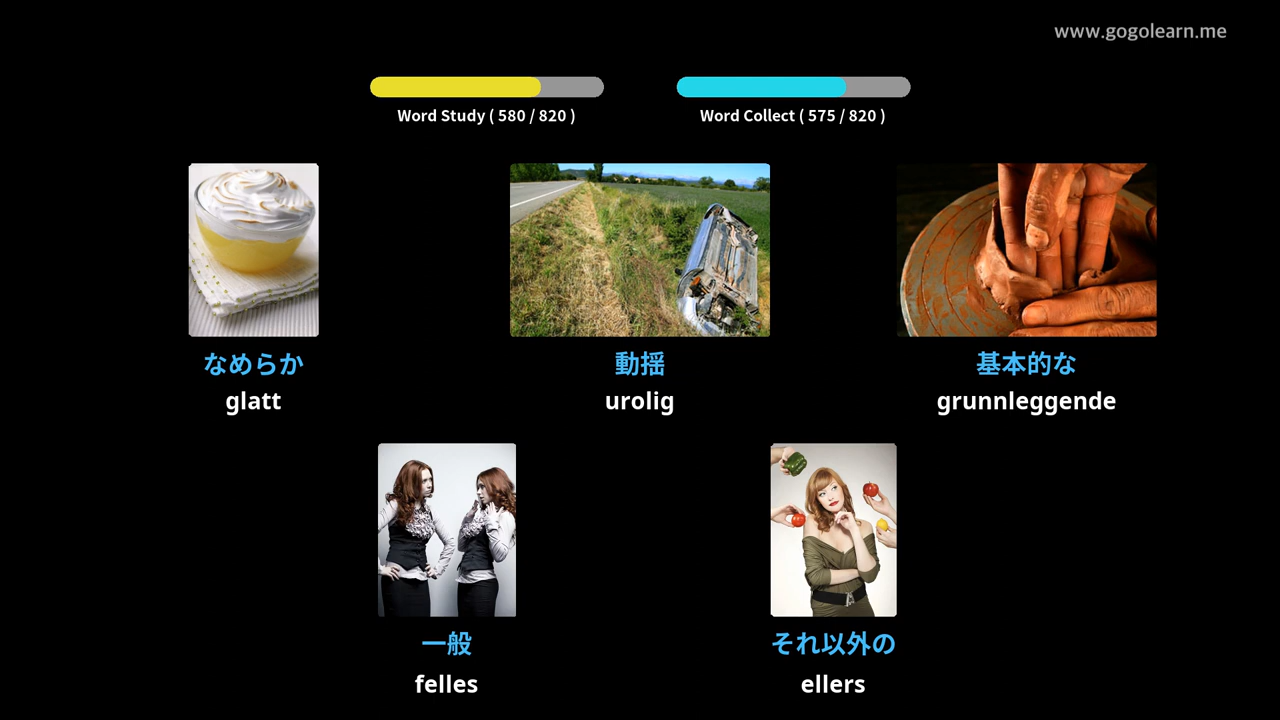 www.gogolearn.me
Word Study ( 580 / 820 )
Word Collect ( 575 / 820 )
なめらか
glatt
動揺
urolig
基本的な
grunnleggende
一般
felles
それ以外の
ellers